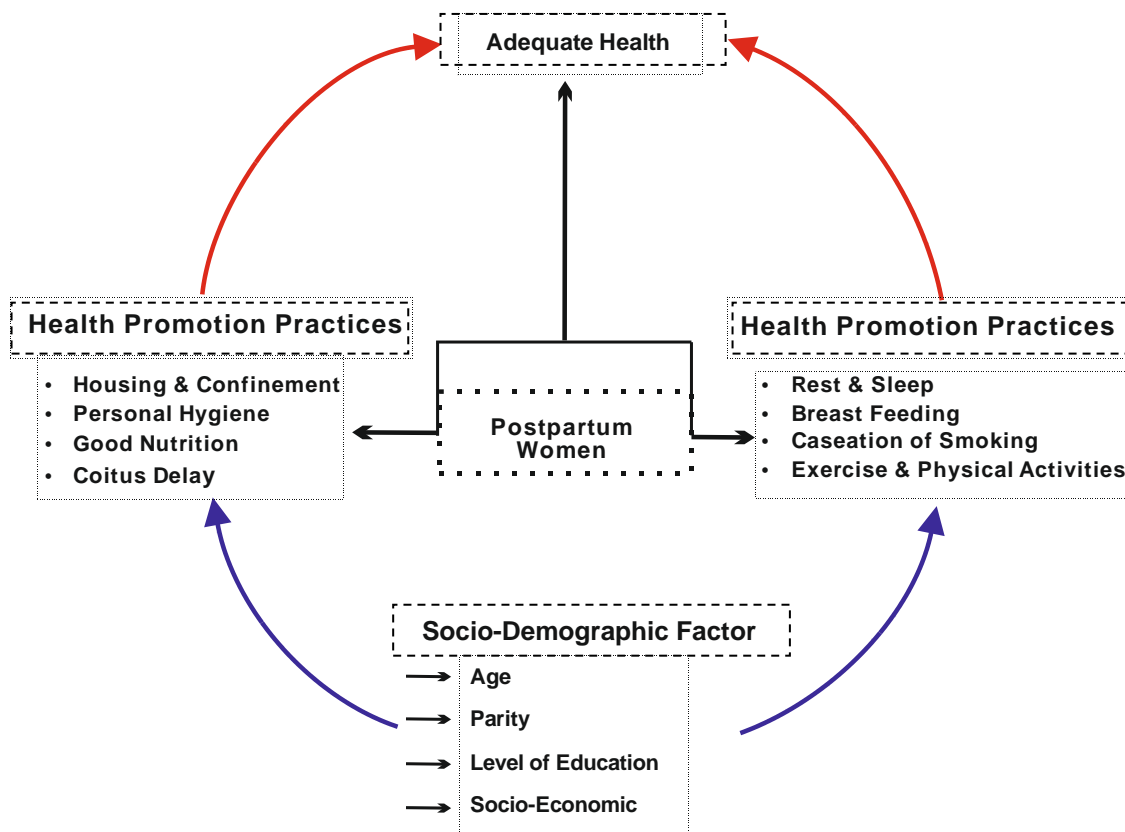 Adequate Health
Health Promotion Practices
• Housing & Confinement
• Personal Hygiene
• Good Nutrition
• Coitus Delay
Postpartum
Women
Health Promotion Practices
• Rest & Sleep
• Breast Feeding
• Caseation of Smoking
• Exercise & Physical Activities
Socio-Demographic Factor
Age
Parity
Level of Education
Socio-Economic